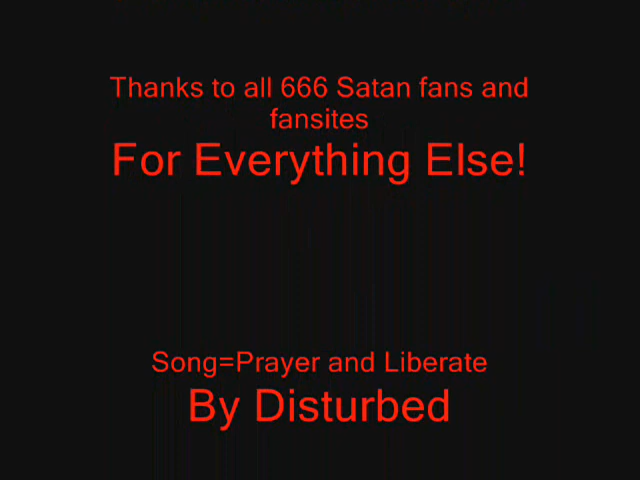 Thanks to all 666 Satan fans and
fansites
For Everything Else!
Song=Prayer and Liberate
By Disturbed